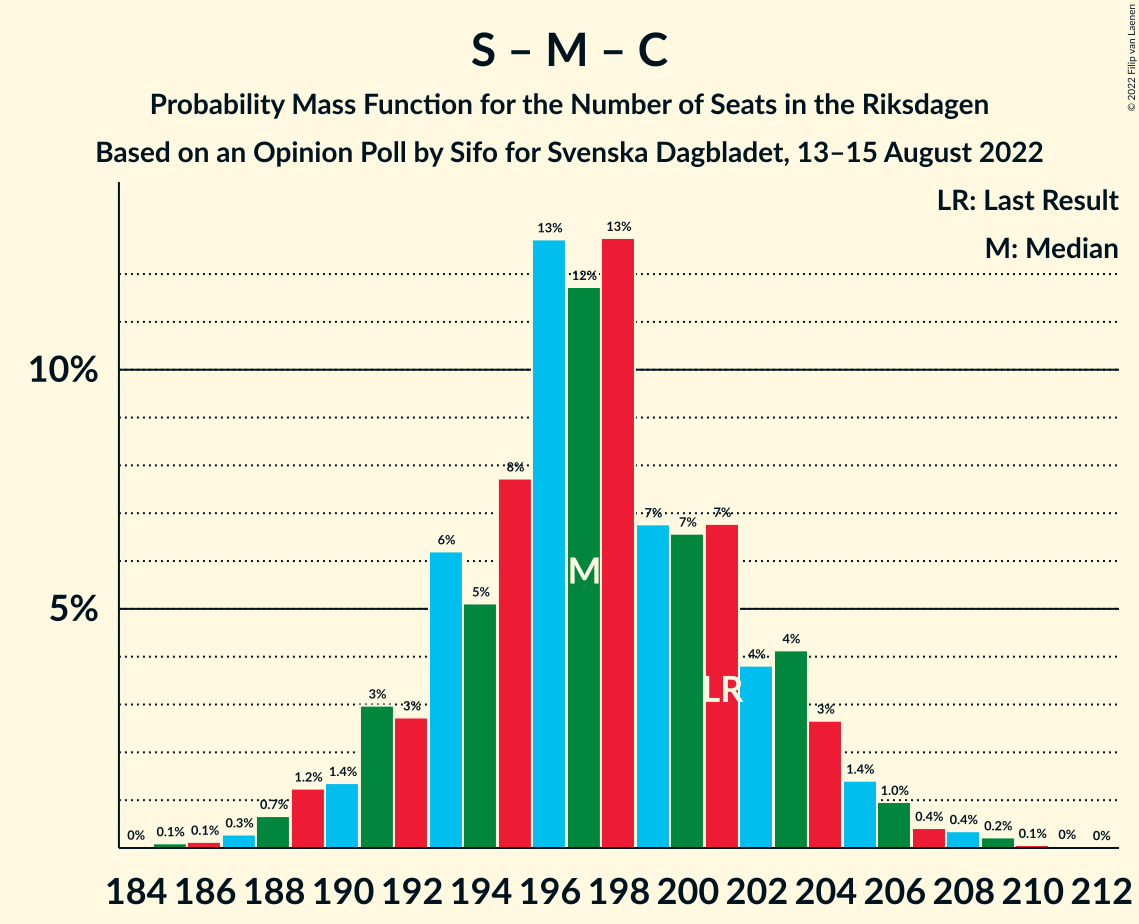 © 2022 Filip van Laenen
S – M – C
Probability Mass Function for the Number of Seats in the Riksdagen
Based on an Opinion Poll by Sifo for Svenska Dagbladet, 13–15 August 2022
LR: Last Result
M: Median
10%
5%
0% 0.1% 0.1% 0.3% 0.7% 1.2% 1.4% 3% 3% 6% 5% 8% 13% 12% 13% 7% 7% 7% 4% 4% 3% 1.4% 1.0% 0.4% 0.4% 0.2% 0.1% 0% 0%
M
LR
184 186 188 190 192 194 196 198 200 202 204 206 208 210 212